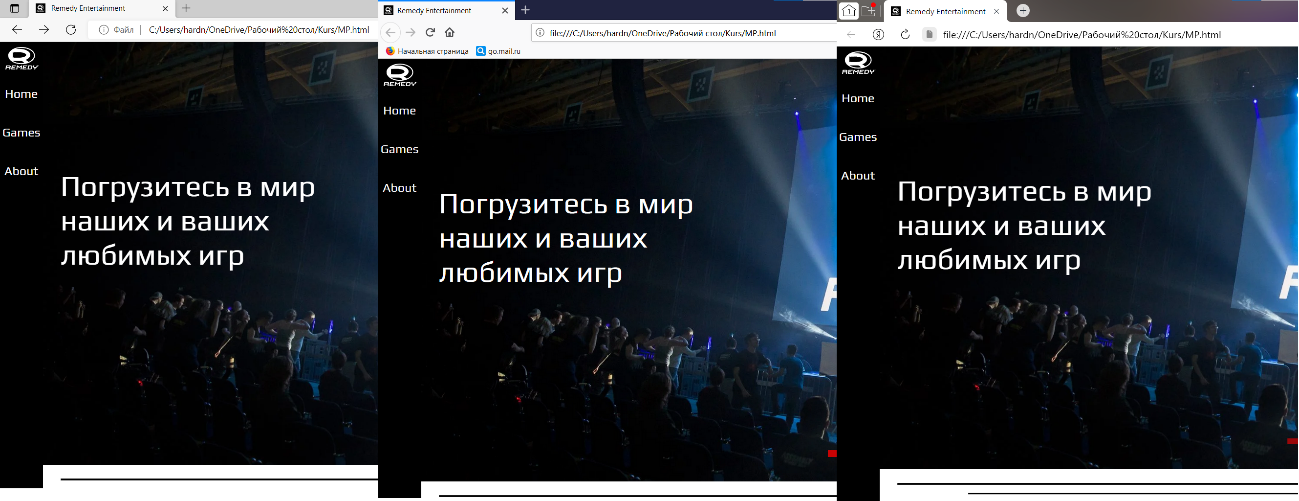 Remedy Entertainment
Файл
C:/Users/hardn/OneDrive/Рабочий%20стол/Kurs/MP.html
REMEDY
Home
Games
About
Погрузитесь в мир
наших и ваших
любимых игр
Remedy Entertainment
file:///C:/Users/hardn/OneDrive/Рабочий стол/Kurs/MP.html
Начальная страница
go.mail.ru
REMEDY
Home
Games
About
Погрузитесь в мир
наших и ваших
любимых игр
1
Remedy Entertainment
file:///C:/Users/hardn/OneDrive/Рабочий%20стол/Kurs/MP.html
REMEDY
Home
Games
About
Погрузитесь в мир
наших и ваших
любимых игр